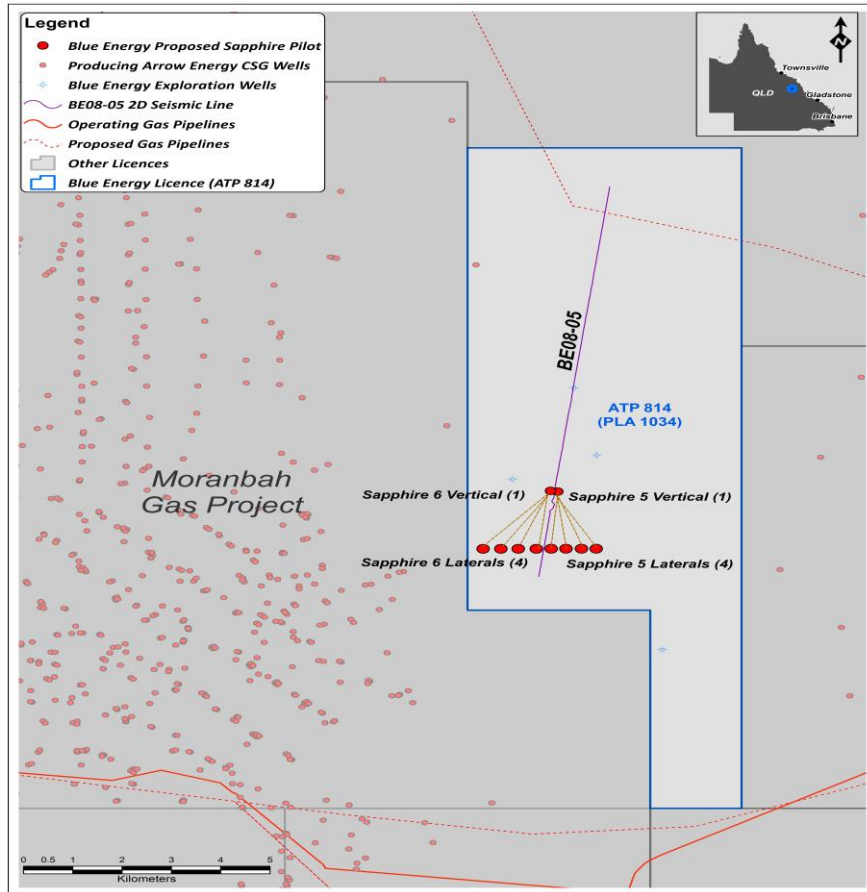 Legend
Blue Energy Proposed Sapphire Pilot
Producing Arrow Energy CSG Wells
Blue Energy Exploration Wells
BE08-05 2D Seismic Line
Operating Gas Pipelines
Proposed Gas Pipelines
Other Licences
Blue Energy Licence (ATP 814)
N
Townsville
QLD
Gladstone
Brisbane
BE08-05
ATP 814
(PLA 1034)
Moranbah
Gas Project
Sapphire 6 Vertical (1)
Sapphire 5 Vertical (1)
Sapphire 6 Laterals (4)
Sapphire 5 Laterals (4)
0 0.5 1 2 3 4 5
Kilometers